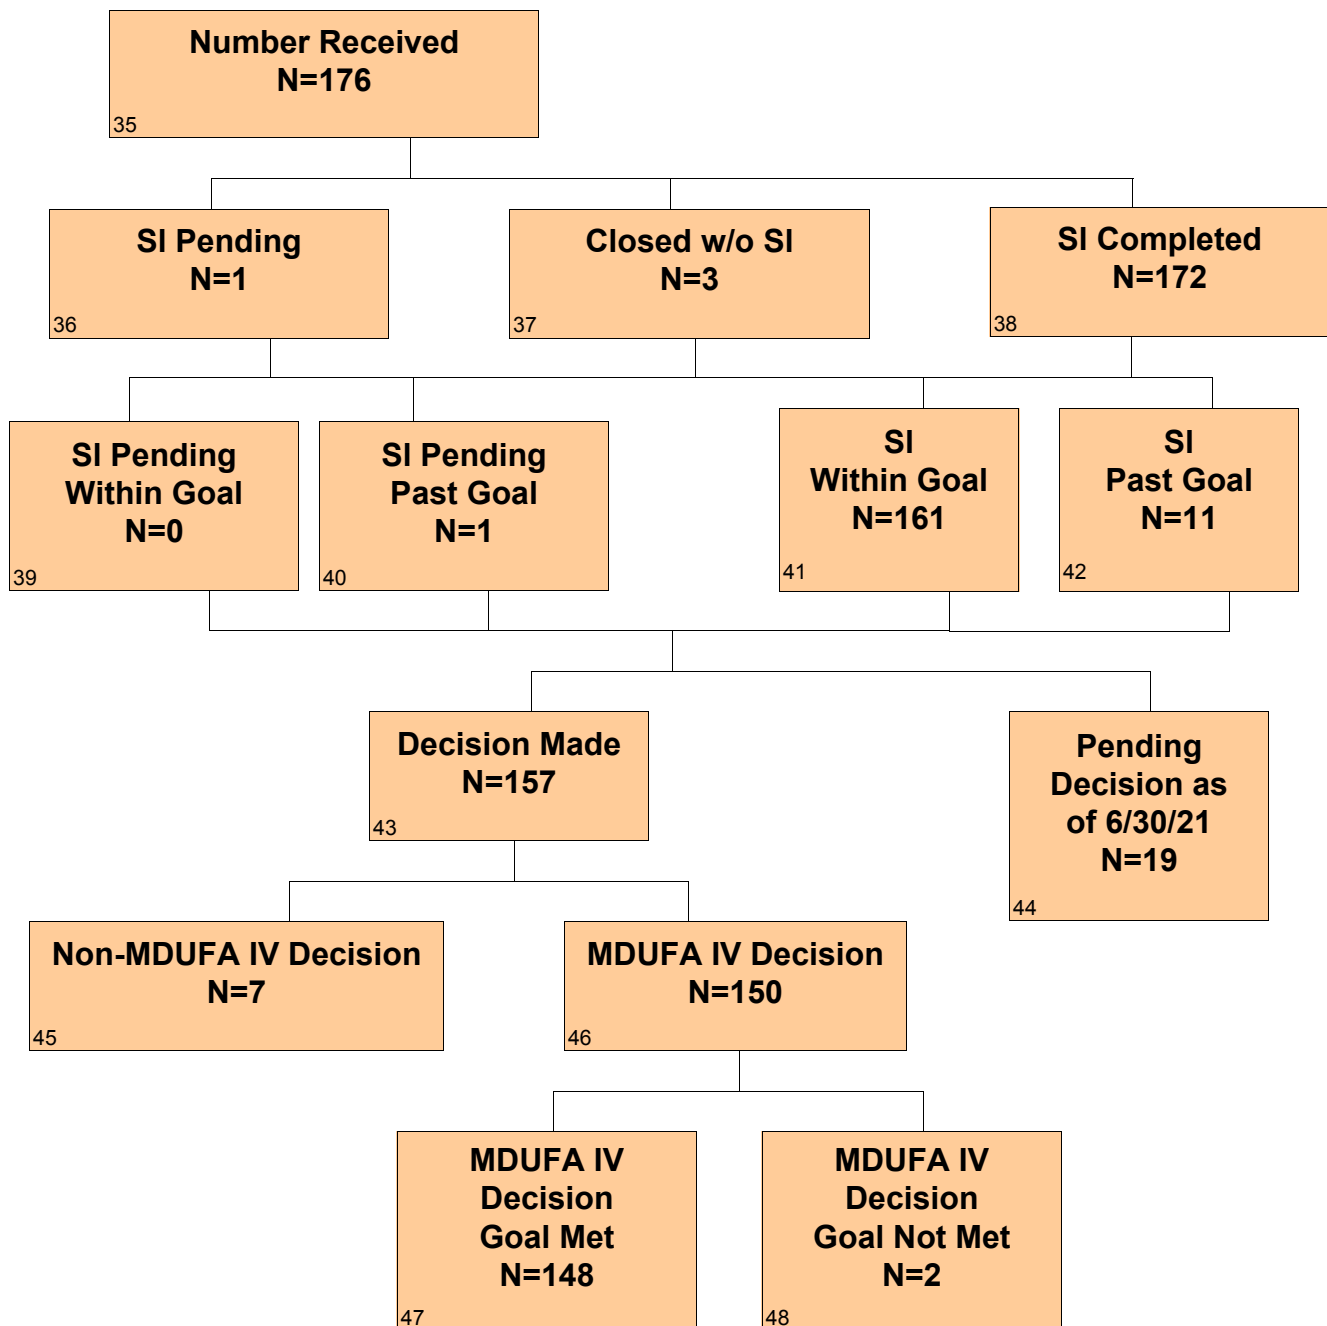 Number Received
N=176
35
SI Pending
N=1
36
Closed w/o SI
N=3
37
SI Completed
N=172
38
SI Pending
Within Goal
N=0
39
SI Pending
Past Goal
N=1
40
SI
Within Goal
N=161
41
SI
Past Goal
N=11
42
Decision Made
N=157
43
Pending
Decision as
of 6/30/21
N=19
44
Non-MDUFA IV Decision
N=7
45
MDUFA IV Decision
N=150
46
MDUFA IV
Decision
Goal Met
N=148
47
MDUFA IV
Decision
Goal Not Met
N=2
48